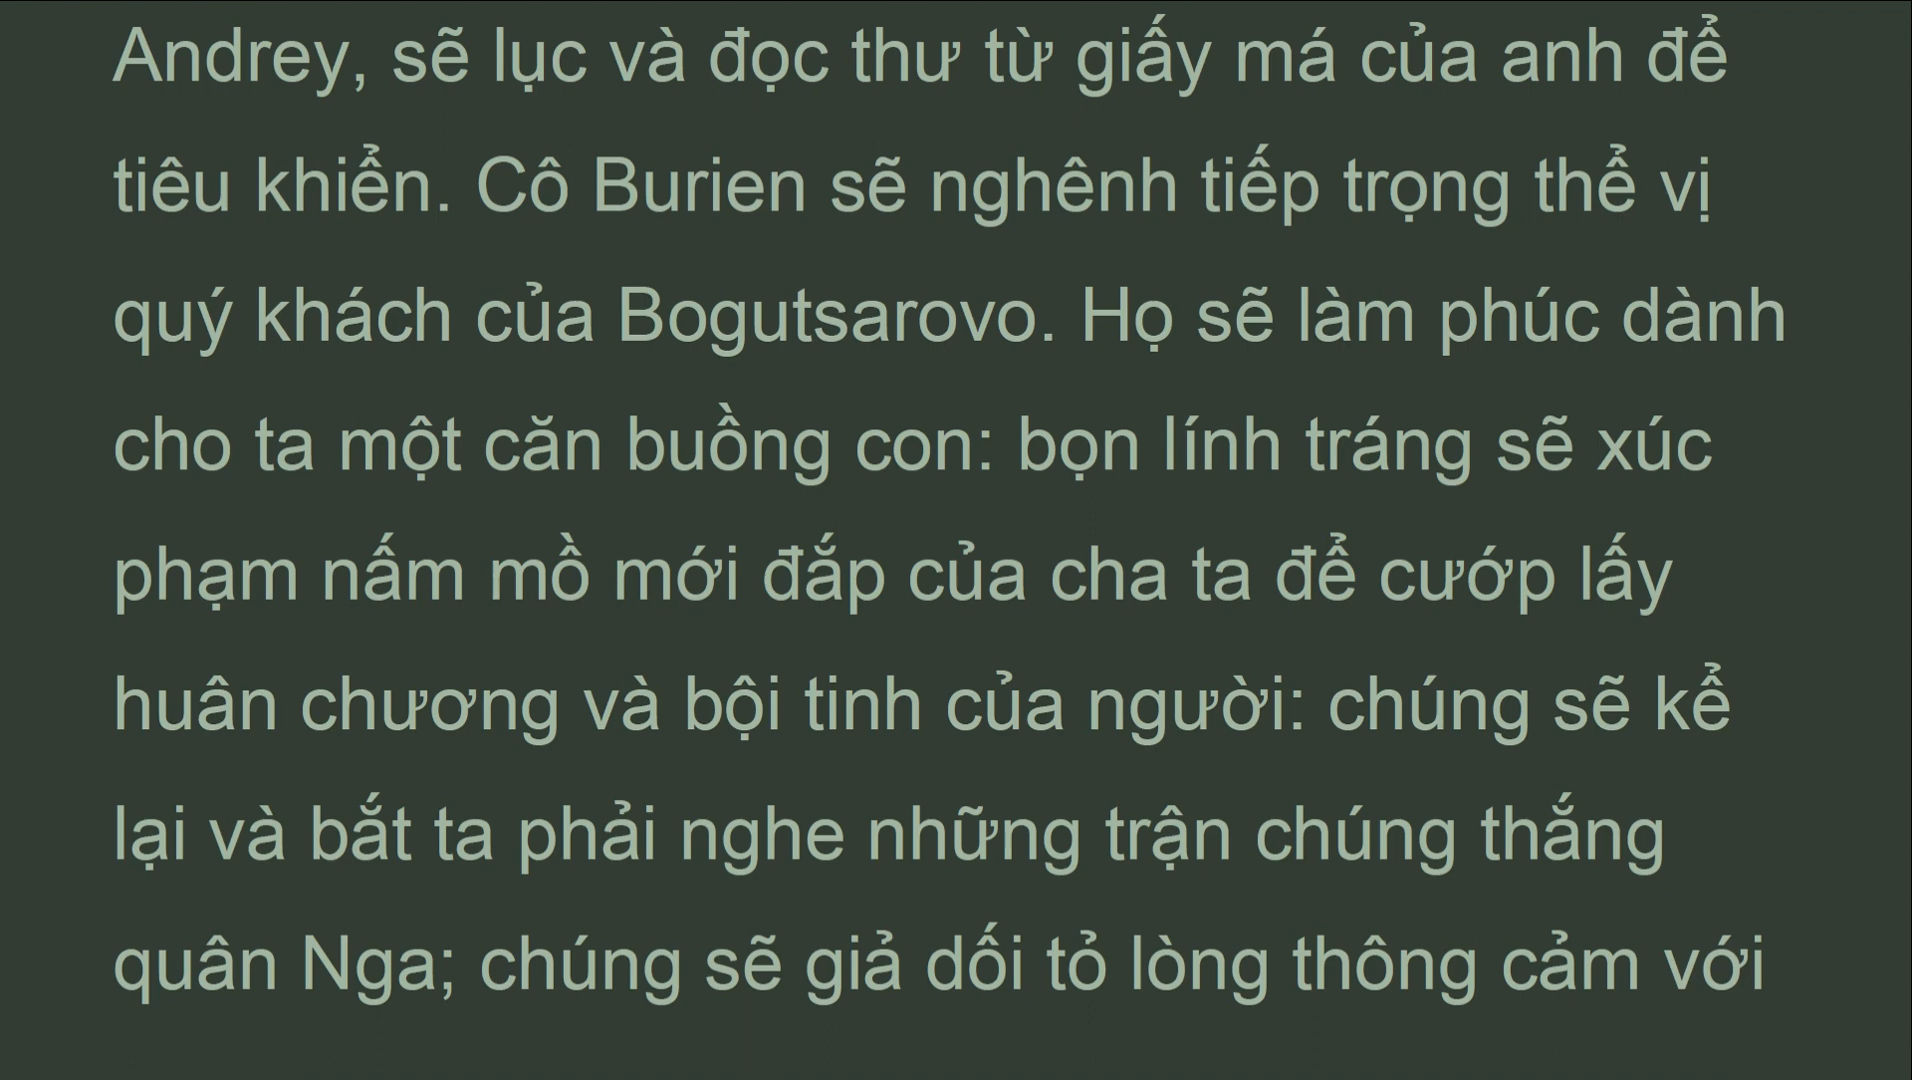 Andrey, sẽ lục và đọc thư từ giấy má của anh để
tiêu khiển. Cô Burien sẽ nghênh tiếp trọng thể vị
quý khách của Bogutsarovo. Họ sẽ làm phúc dành
cho ta một căn buồng con: bọn lính tráng sẽ xúc
phạm nấm mồ mới đắp của cha ta để cướp lấy
huân chương và bội tinh của người: chúng sẽ kể
lại và bắt ta phải nghe những trận chúng thắng
quân Nga; chúng sẽ giả dối tỏ lòng thông cảm với